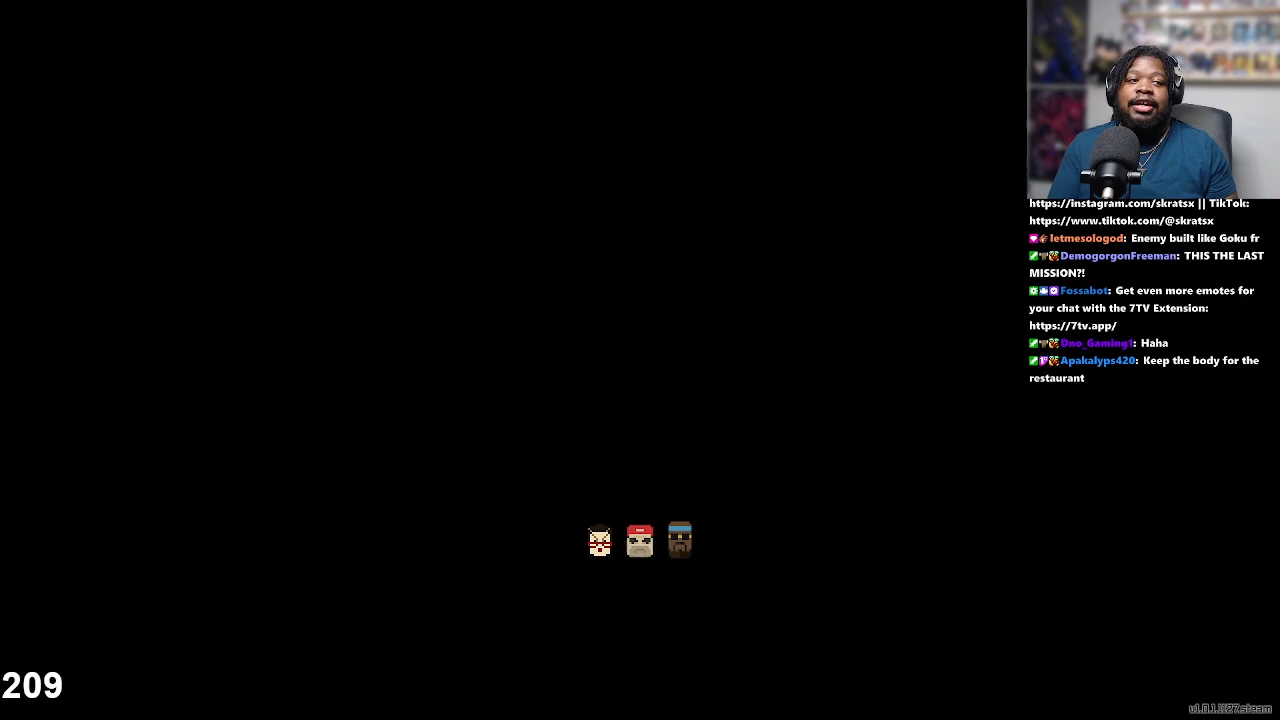 https://instagram.com/skratsx || TikTok:
https://www.tiktok.com/@skratsx
letmesologod: Enemy built like Goku fr
DemogorgonFreeman: THIS THE LAST
MISSION?!
Fossabot: Get even more emotes for
your chat with the 7TV Extension:
https://7tv.app/
Dno_Gaming1: Haha
Apakalyps420: Keep the body for the
restaurant
209